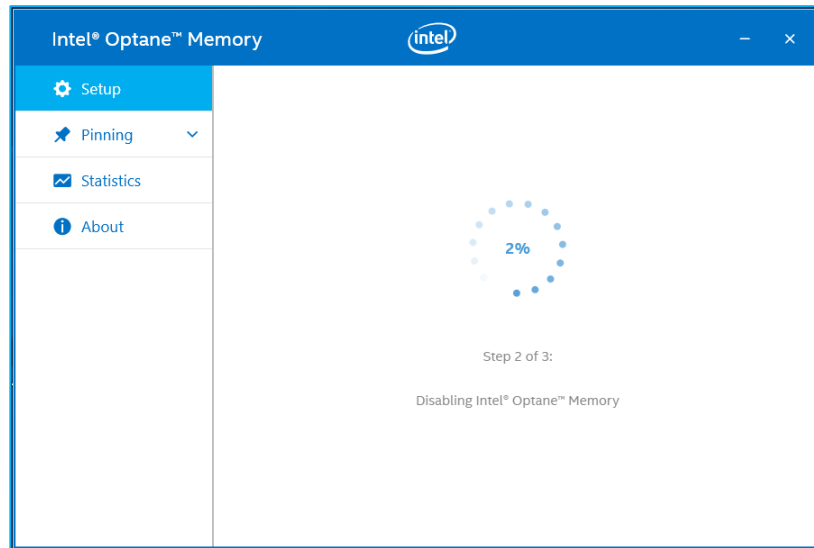 Intel® Optane™ Memory
intel
Setup
Pinning
Statistics
About
2%
Step 2 of 3:
Disabling Intel® Optane™ Memory